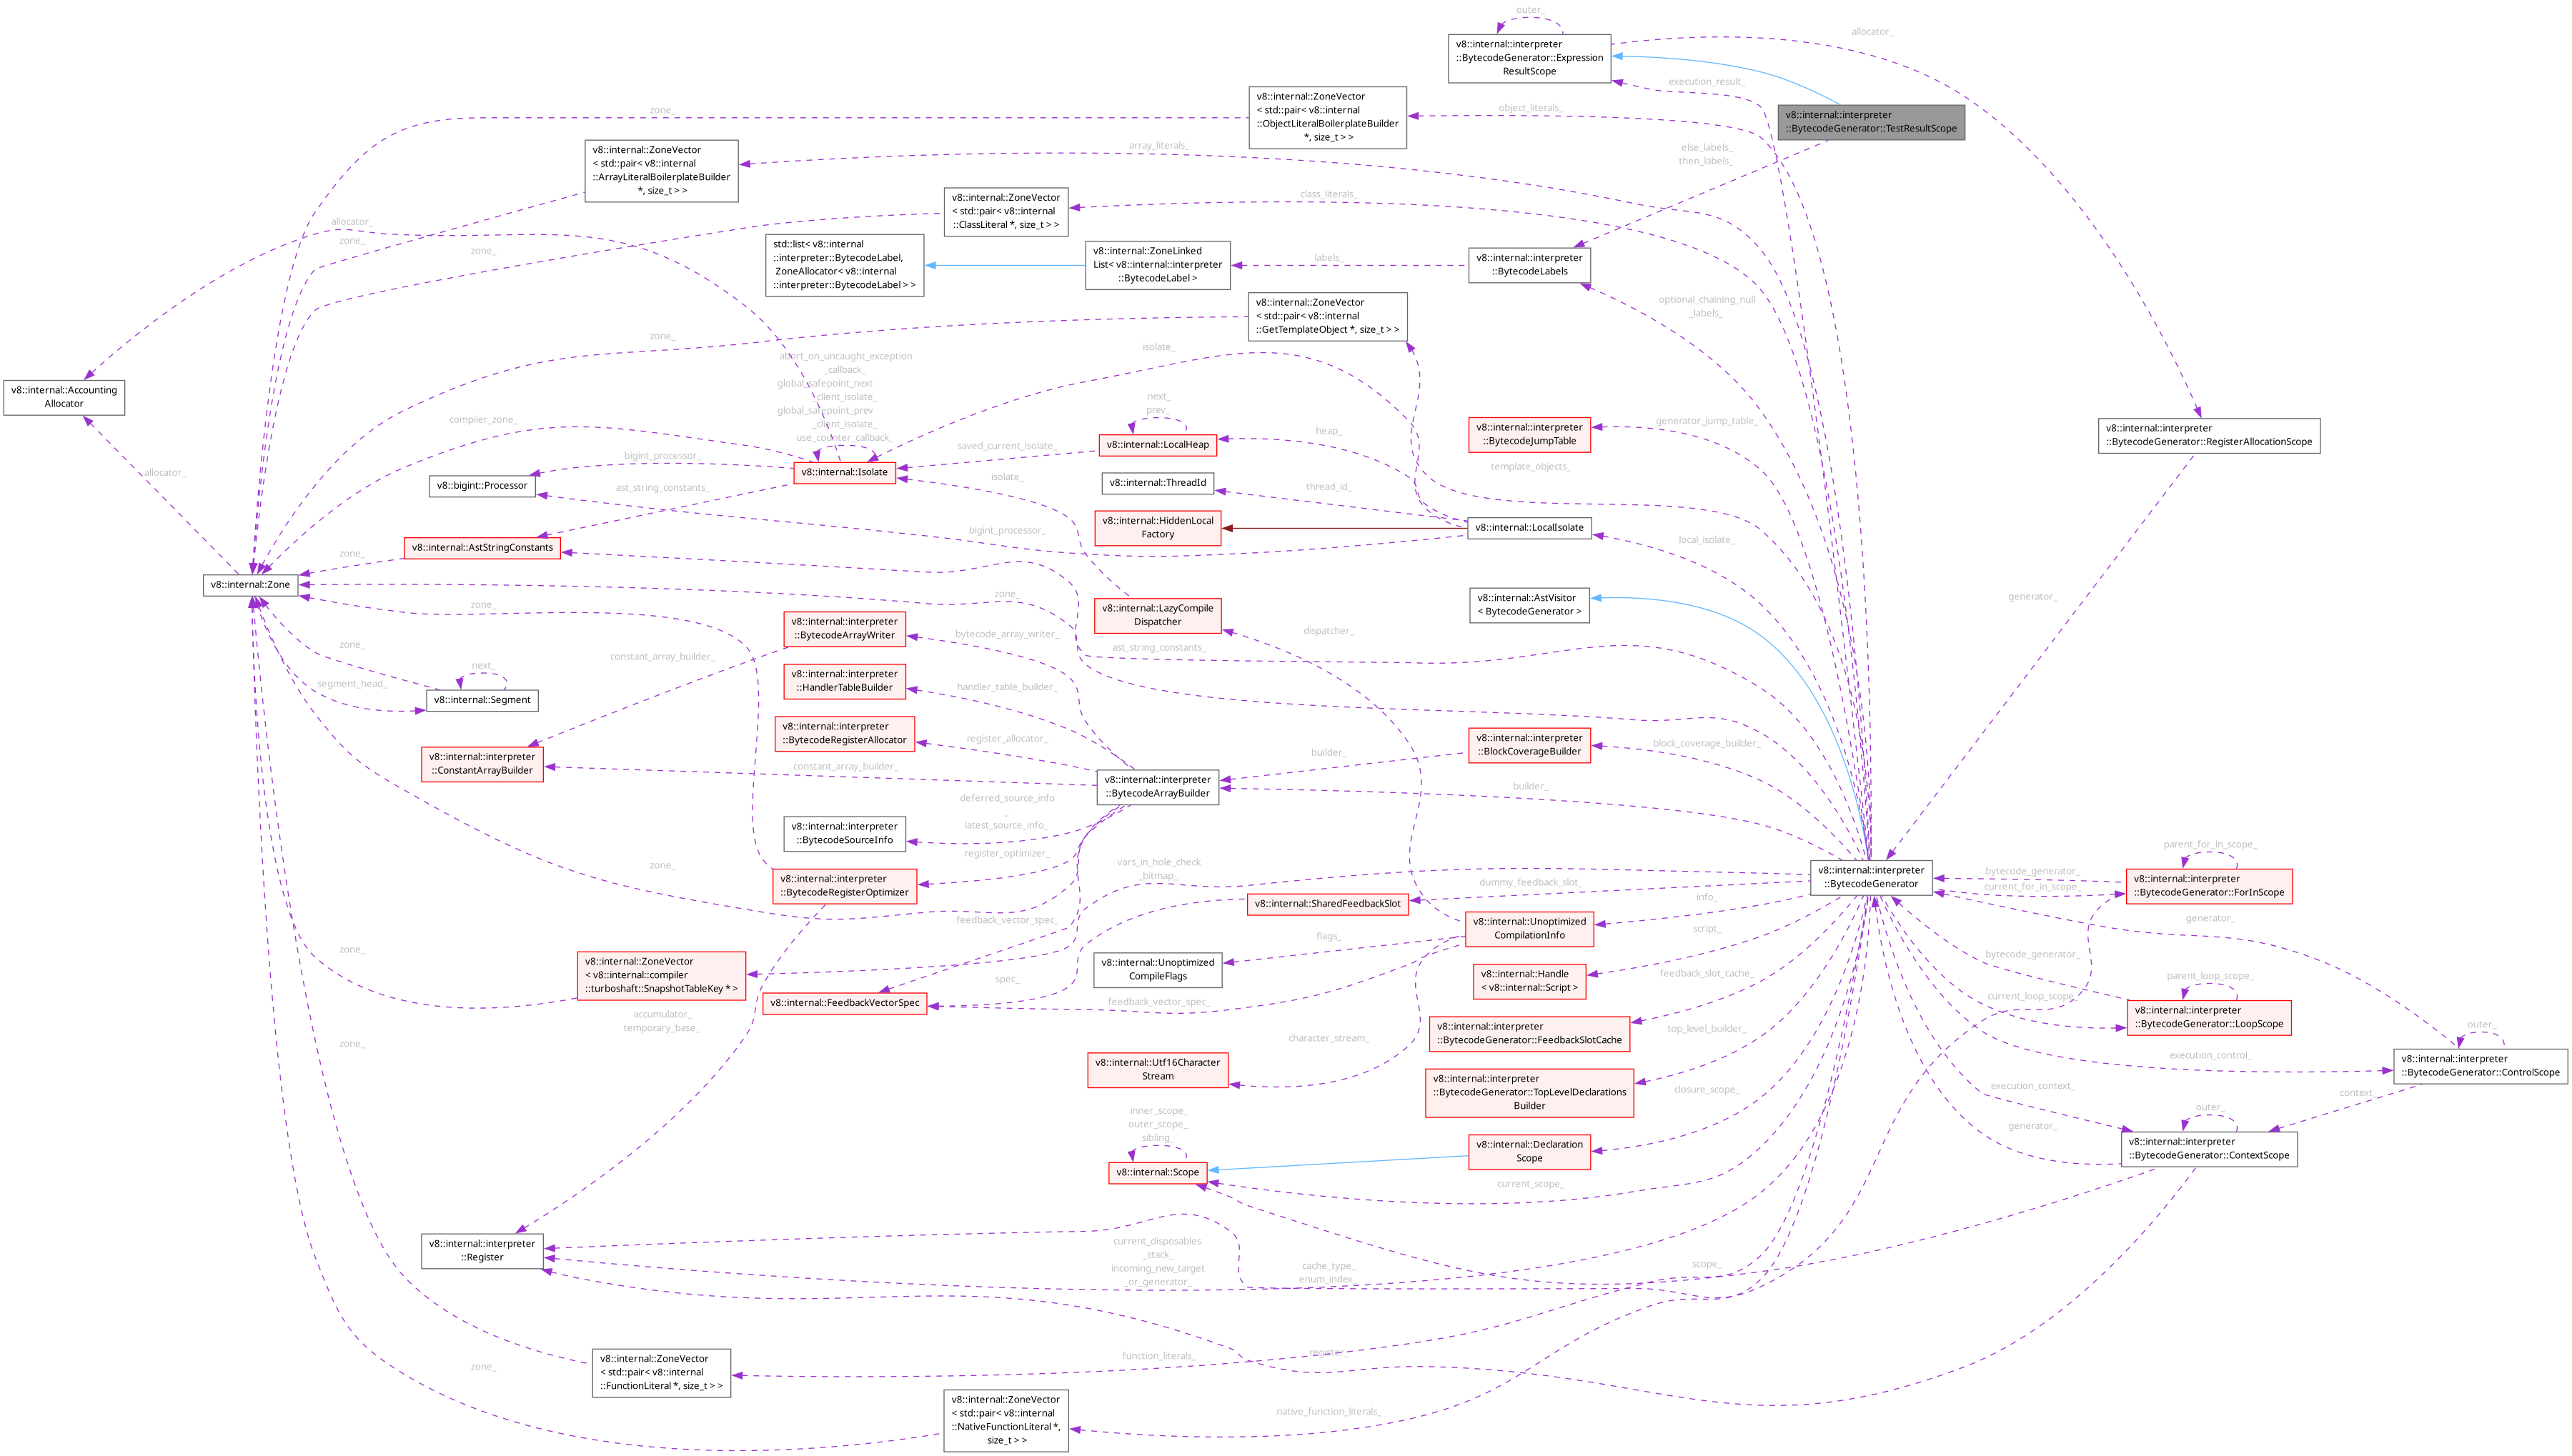 outer_
v8::internal::interpreter
::BytecodeGenerator::Expression
ResultScope
allocator_
execution_result_
v8::internal::interpreter
::BytecodeGenerator::TestResultScope
v8::internal::ZoneVector
< std::pair< v8::internal
::ObjectLiteralBoilerplateBuilder
*, size_t > >
zone_
object_literals_
v8::internal::ZoneVector
< std::pair< v8::internal
::ArrayLiteralBoilerplateBuilder
*, size_t > >
array_literals_
else_labels_
then_labels_
v8::internal::ZoneVector
< std::pair< v8::internal
::ClassLiteral *, size_t > >
class_literals_
allocator_
zone_
zone_
std::list< v8::internal
::interpreter::BytecodeLabel,
ZoneAllocator< v8::internal
::interpreter::BytecodeLabel > >
v8::internal::ZoneLinked
List< v8::internal::interpreter
::BytecodeLabel >
labels_
v8::internal::interpreter
::BytecodeLabels
v8::internal::ZoneVector
< std::pair< v8::internal
::GetTemplateObject *, size_t > >
optional_chaining_null
_labels_
zone_
isolate_
abort_on_uncaught_exception
_callback_
global_safepoint_next
_client_isolate_
global_safepoint_prev
_client_isolate_
use_counter_callback_
v8::internal::Accounting
Allocator
next_
prev_
v8::internal::LocalHeap
heap_
v8::internal::interpreter
::BytecodeJumpTable
generator_jump_table_
v8::internal::interpreter
::BytecodeGenerator::RegisterAllocationScope
compiler_zone_
saved_current_isolate_
bigint_processor_
v8::internal::Isolate
template_objects_
allocator_
v8::bigint::Processor
ast_string_constants_
isolate_
v8::internal::ThreadId
thread_id_
v8::internal::HiddenLocal
Factory
bigint_processor_
v8::internal::LocalIsolate
local_isolate_
v8::internal::AstStringConstants
zone_
v8::internal::Zone
zone_
zone_
v8::internal::AstVisitor
< BytecodeGenerator >
generator_
v8::internal::LazyCompile
Dispatcher
v8::internal::interpreter
::BytecodeArrayWriter
bytecode_array_writer_
dispatcher_
ast_string_constants_
zone_
constant_array_builder_
segment_head_
next_
v8::internal::Segment
v8::internal::interpreter
::HandlerTableBuilder
handler_table_builder_
v8::internal::interpreter
::BytecodeRegisterAllocator
register_allocator_
v8::internal::interpreter
::ConstantArrayBuilder
constant_array_builder_
v8::internal::interpreter
::BytecodeArrayBuilder
builder_
v8::internal::interpreter
::BlockCoverageBuilder
block_coverage_builder_
builder_
deferred_source_info
_
latest_source_info_
v8::internal::interpreter
::BytecodeSourceInfo
register_optimizer_
zone_
v8::internal::interpreter
::BytecodeRegisterOptimizer
vars_in_hole_check
_bitmap_
dummy_feedback_slot_
v8::internal::interpreter
::BytecodeGenerator
parent_for_in_scope_
bytecode_generator_
current_for_in_scope_
v8::internal::interpreter
::BytecodeGenerator::ForInScope
v8::internal::SharedFeedbackSlot
info_
feedback_vector_spec_
flags_
v8::internal::Unoptimized
CompilationInfo
script_
generator_
zone_
v8::internal::ZoneVector
< v8::internal::compiler
::turboshaft::SnapshotTableKey * >
v8::internal::Unoptimized
CompileFlags
bytecode_generator_
spec_
v8::internal::Handle
< v8::internal::Script >
feedback_slot_cache_
parent_loop_scope_
v8::internal::FeedbackVectorSpec
feedback_vector_spec_
current_loop_scope_
v8::internal::interpreter
::BytecodeGenerator::LoopScope
accumulator_
temporary_base_
v8::internal::interpreter
::BytecodeGenerator::FeedbackSlotCache
top_level_builder_
outer_
character_stream_
zone_
v8::internal::Utf16Character
Stream
execution_control_
v8::internal::interpreter
::BytecodeGenerator::ControlScope
v8::internal::interpreter
::BytecodeGenerator::TopLevelDeclarations
Builder
closure_scope_
execution_context_
context_
inner_scope_
outer_scope_
sibling_
outer_
generator_
v8::internal::Declaration
Scope
v8::internal::interpreter
::BytecodeGenerator::ContextScope
v8::internal::Scope
current_scope_
v8::internal::interpreter
::Register
current_disposables
_stack_
incoming_new_target
_or_generator_
cache_type_
enum_index_
scope_
zone_
v8::internal::ZoneVector
< std::pair< v8::internal
::FunctionLiteral *, size_t > >
function_literals_
register_
v8::internal::ZoneVector
< std::pair< v8::internal
::NativeFunctionLiteral *,
size_t > >
native_function_literals_